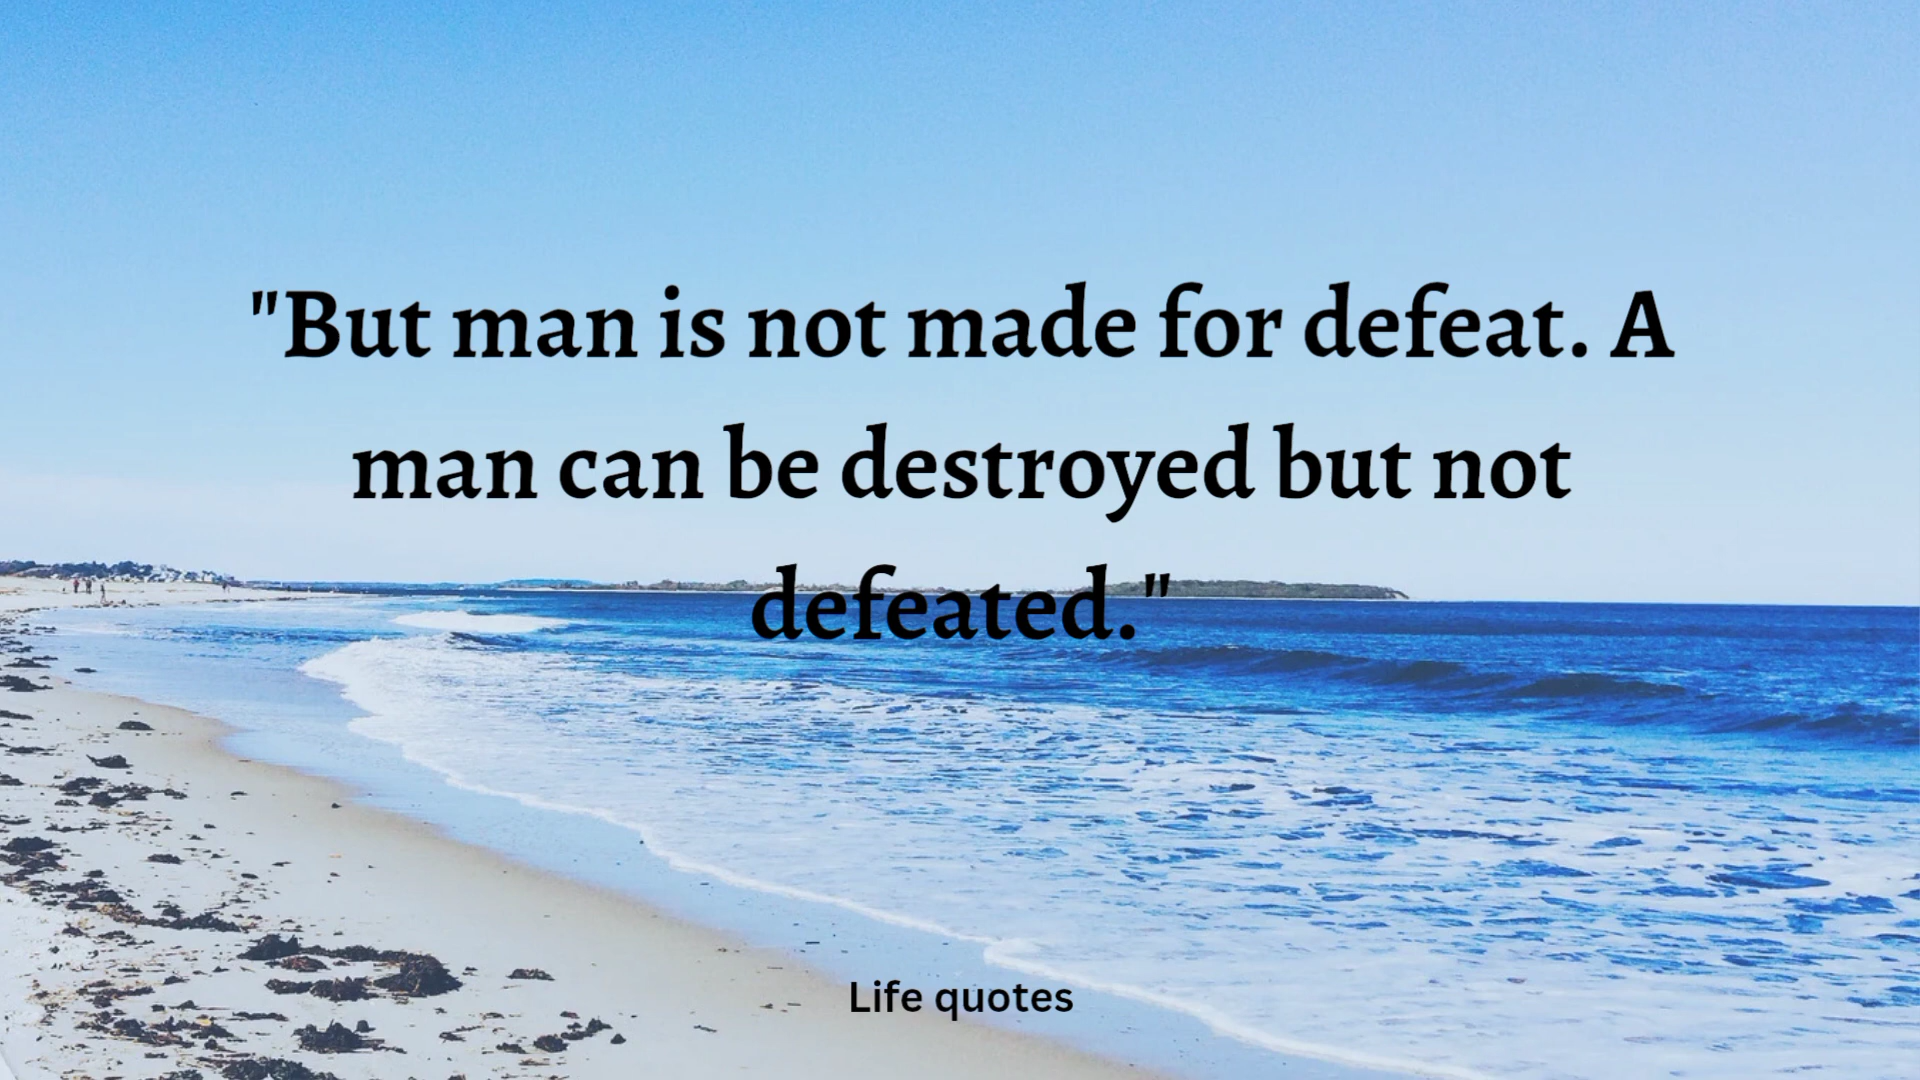 "But man is not made for defeat. A
man can be destroyed but not
defeated."
Life quotes